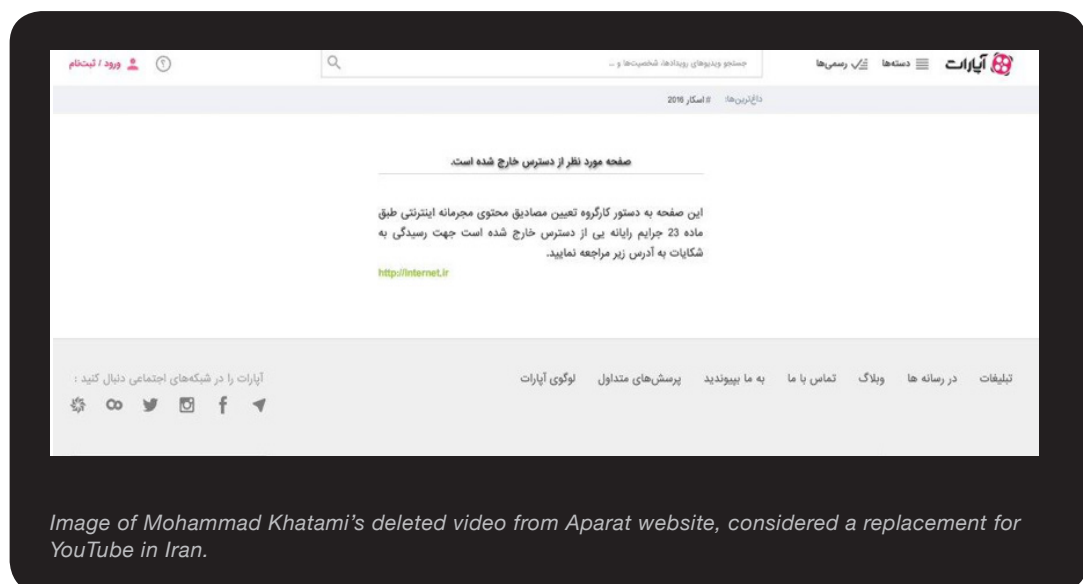 آپارات دسته‌ها رسمی‌ها جستجو ویدیوهای رویدادها، شخصیت‌ها و ... ورود / ثبت‌نام
داغ‌ترین‌ها: # اسکار 2016
صفحه مورد نظر از دسترس خارج شده است.
این صفحه به دستور کارگروه تعیین مصادیق محتوی مجرمانه اینترنتی طبق
ماده 23 جرایم رایانه یی از دسترس خارج شده است جهت رسیدگی به
شکایات به آدرس زیر مراجعه نمایید.
http://internet.ir
تبلیغات در رسانه ها وبلاگ تماس با ما به ما بپیوندید پرسش‌های متداول لوگوی آپارات آپارات را در شبکه‌های اجتماعی دنبال کنید :
Image of Mohammad Khatami's deleted video from Aparat website, considered a replacement for
YouTube in Iran.